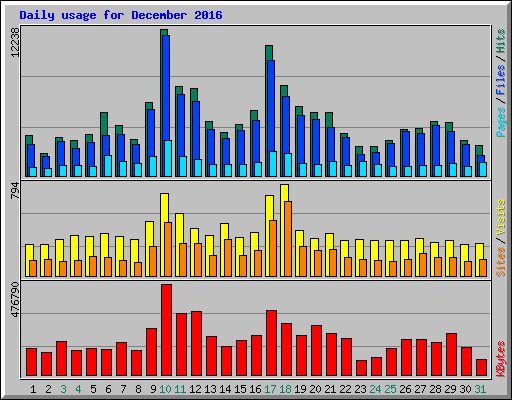 Daily usage for December 2016
12238
Pages / Files / Hits
794
Sites / Visits
476790
KBytes
1 2 3 4 5 6 7 8 9 10 11 12 13 14 15 16 17 18 19 20 21 22 23 24 25 26 27 28 29 30 31